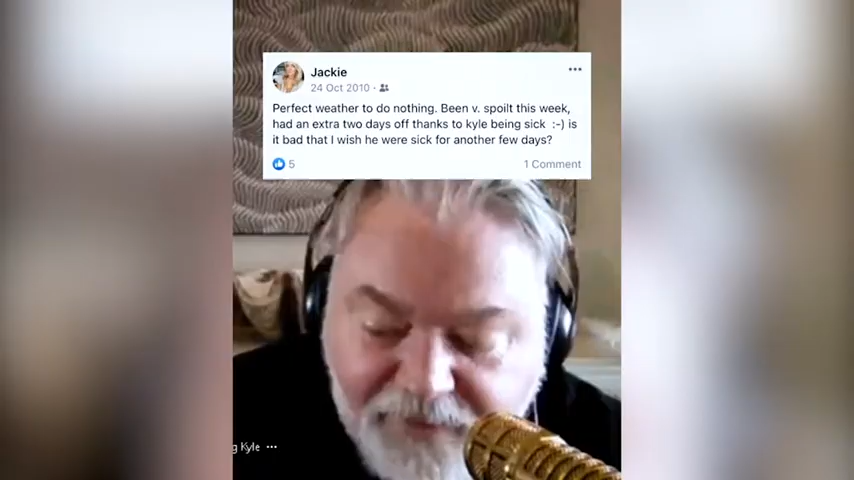 Jackie
24 Oct 2010 ·
Perfect weather to do nothing. Been v. spoilt this week,
had an extra two days off thanks to kyle being sick :-) is
it bad that I wish he were sick for another few days?
5
1 Comment
g Kyle